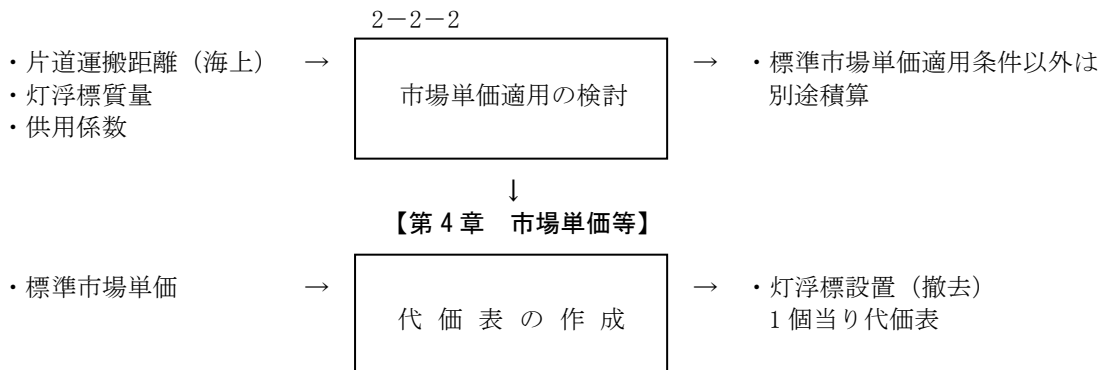 2-2-2
・片道運搬距離（海上） →
・灯浮標質量
・供用係数
市場単価適用の検討
→ ・標準市場単価適用条件以外は
別途積算
↓
【第4章 市場単価等】
・標準市場単価 →
代 価 表 の 作 成
→ ・灯浮標設置（撤去）
1個当り代価表